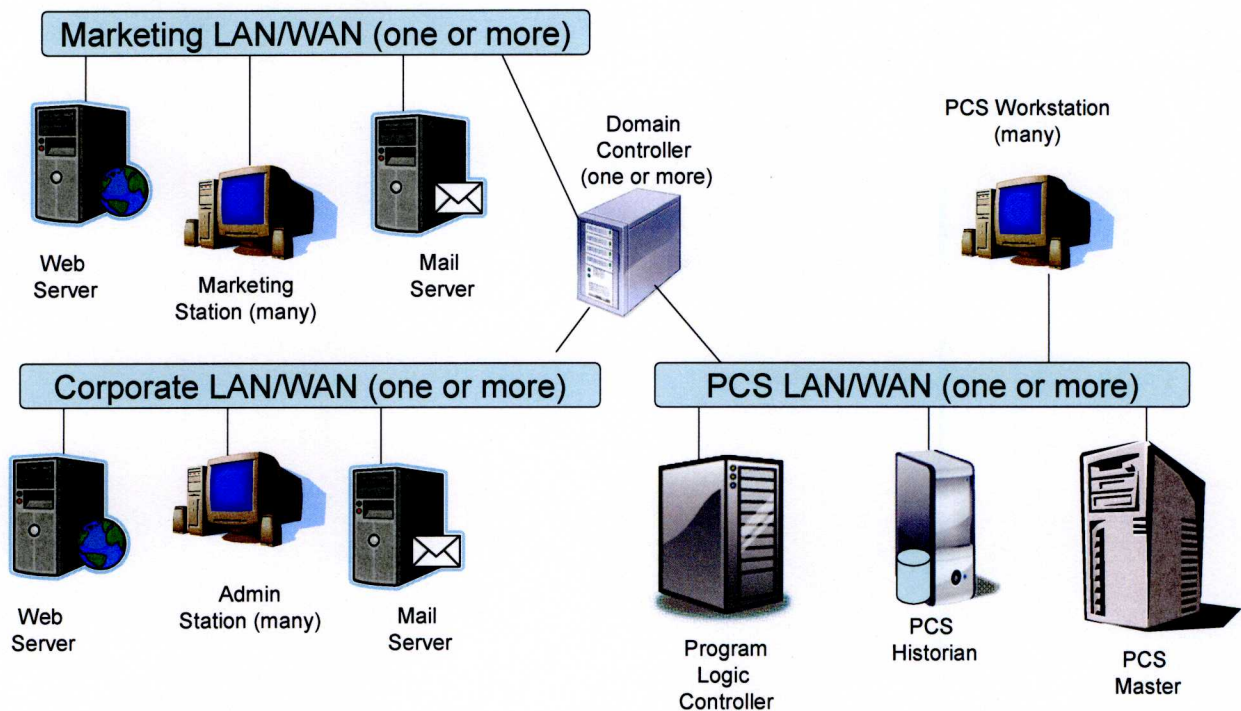 Marketing LAN/WAN (one or more)
Web
Server
Marketing
Station (many)
Mail
Server
Domain
Controller
(one or more)
PCS Workstation
(many)
Corporate LAN/WAN (one or more)
PCS LAN/WAN (one or more)
Web
Server
Admin
Station (many)
Mail
Server
Program
Logic
Controller
PCS
Historian
PCS
Master